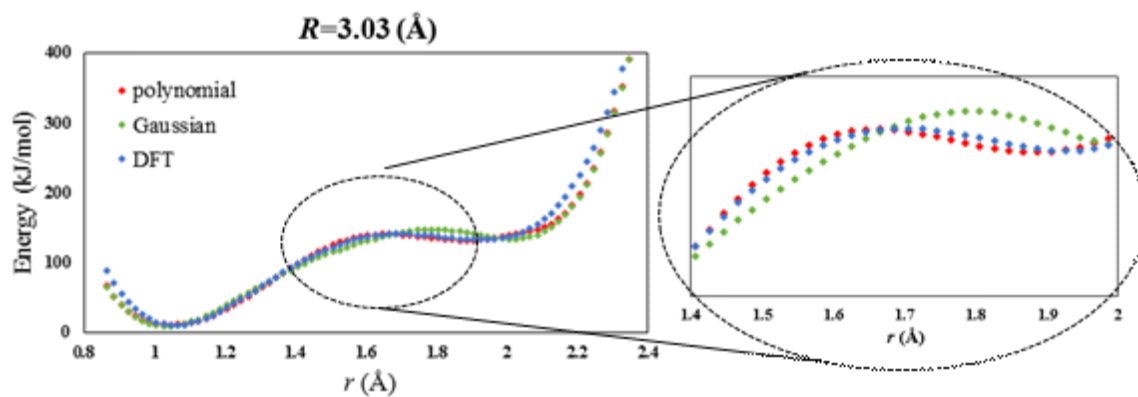 R=3.03 (Å)
400
300
200
100
0
Energy (kJ/mol)
polynomial
Gaussian
DFT
0.8 1 1.2 1.4 1.6 1.8 2 2.2 2.4
r (Å)
1.4 1.5 1.6 1.7 1.8 1.9 2
r (Å)